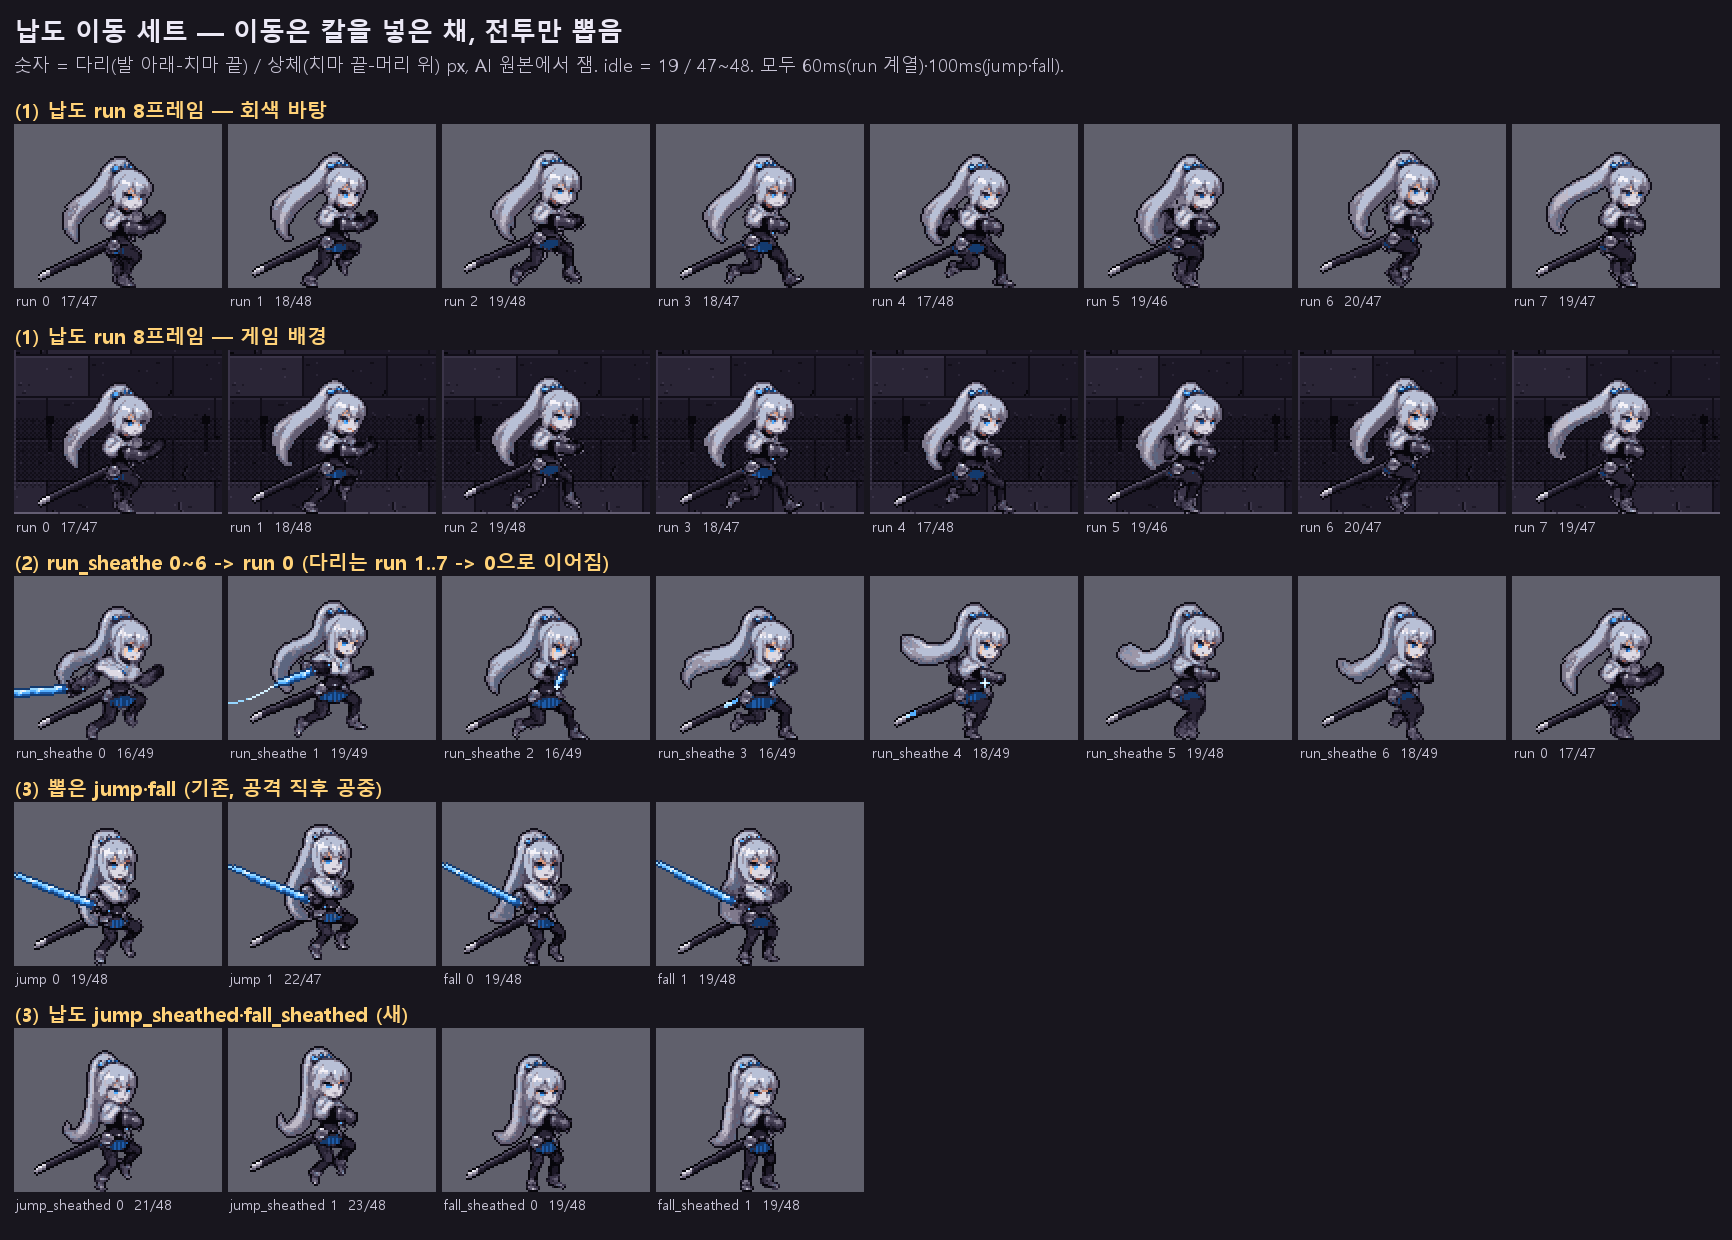 납도 이동 세트 — 이동은 칼을 넣은 채, 전투만 뽑음
숫자 = 다리(발 아래-치마 끝) / 상체(치마 끝-머리 위) px, AI 원본에서 잼. idle = 19 / 47~48. 모두 60ms(run 계열)·100ms(jump·fall).
(1) 납도 run 8프레임 — 회색 바탕
run 0 17/47
run 1 18/48
run 2 19/48
run 3 18/47
run 4 17/48
run 5 19/46
run 6 20/47
run 7 19/47
(1) 납도 run 8프레임 — 게임 배경
run 0 17/47
run 1 18/48
run 2 19/48
run 3 18/47
run 4 17/48
run 5 19/46
run 6 20/47
run 7 19/47
(2) run_sheathe 0~6 -> run 0 (다리는 run 1..7 -> 0으로 이어짐)
run_sheathe 0 16/49
run_sheathe 1 19/49
run_sheathe 2 16/49
run_sheathe 3 16/49
run_sheathe 4 18/49
run_sheathe 5 19/48
run_sheathe 6 18/49
run 0 17/47
(3) 뽑은 jump·fall (기존, 공격 직후 공중)
jump 0 19/48
jump 1 22/47
fall 0 19/48
fall 1 19/48
(3) 납도 jump_sheathed·fall_sheathed (새)
jump_sheathed 0 21/48
jump_sheathed 1 23/48
fall_sheathed 0 19/48
fall_sheathed 1 19/48